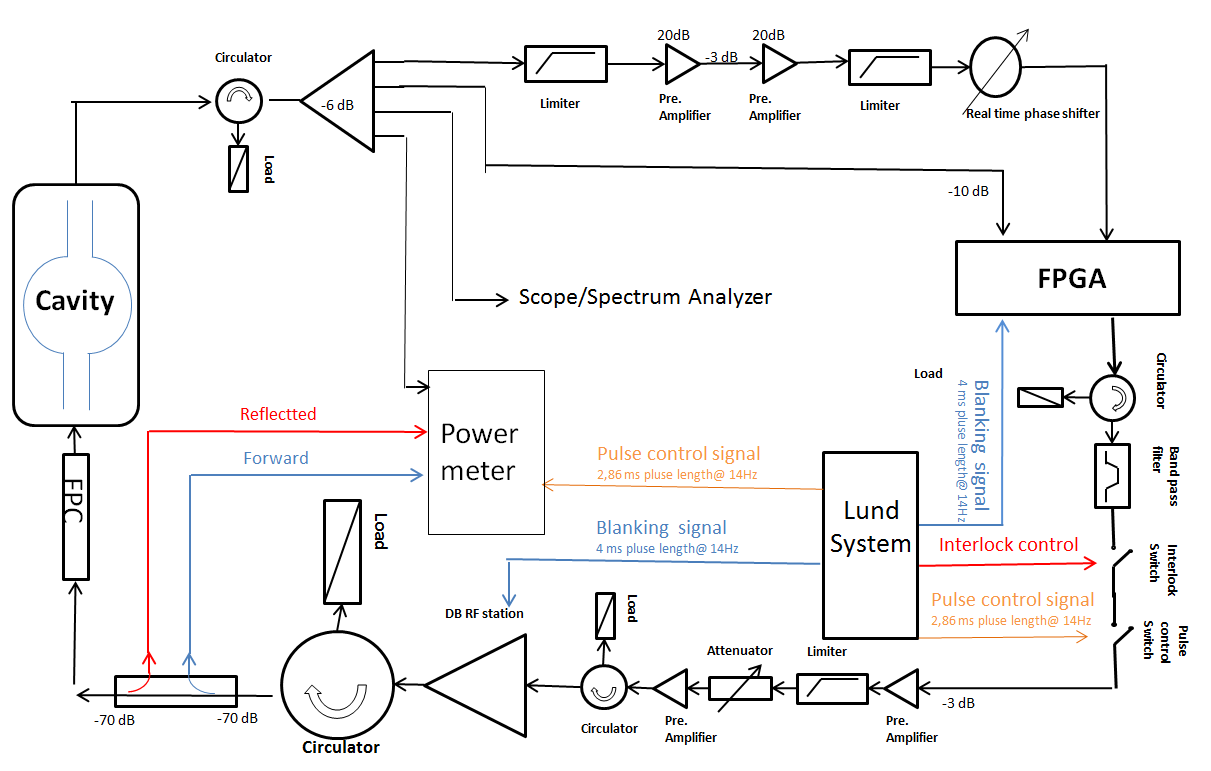 20dB
20dB
Circulator
-3 dB
-6 dB
Limiter
Pre.
Amplifier
Pre.
Amplifier
Limiter
Real time phase shifter
Load
-10 dB
FPGA
Cavity
Scope/Spectrum Analyzer
Load
Circulator
Blanking signal
4 ms pluse length@ 14Hz
Reflectted
Forward
Power
meter
Pulse control signal
2,86 ms pluse length@ 14Hz
Band pass
filter
FPC
Load
Blanking signal
4 ms pluse length@ 14Hz
Lund
System
Interlock control
Interlock
Switch
DB RF station
Load
Pulse control signal
2,86 ms pluse length@ 14Hz
Pulse
control
Switch
Attenuator
Limiter
-70 dB
-70 dB
Circulator
Circulator
Pre.
Amplifier
Pre.
Amplifier
-3 dB